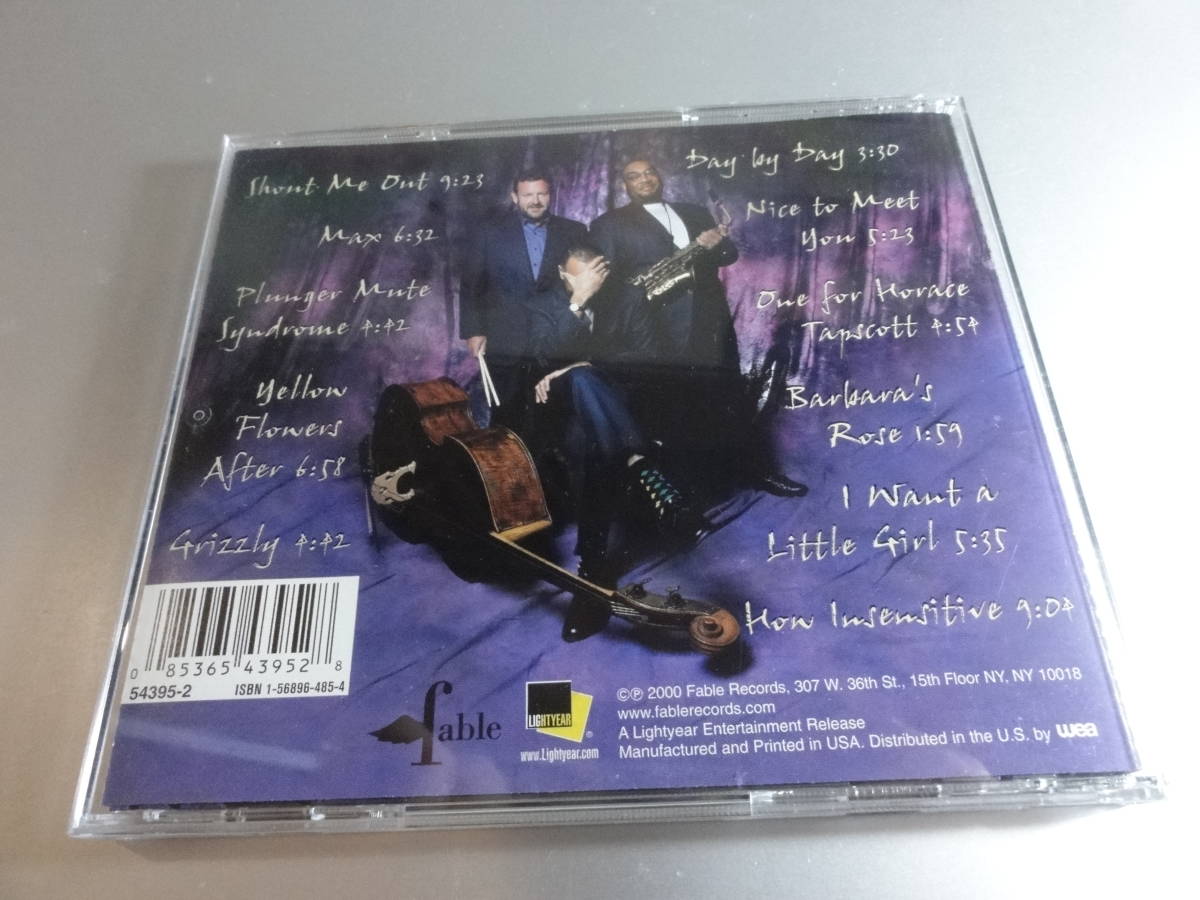 Shout Me Out 9:23
Max 6:32
Plunger Mute
Syndrome 4:42
Yellow
Flowers
After 6:58
Grizzly 4:42
Day by Day 3:30
Nice to Meet
You 5:23
One for Horace
Tapscott 4:54
Barbara's
Rose 1:59
I Want a
Little Girl 5:35
How Insensitive 9:04
0 85365 43952 8
54395-2 ISBN 1-56896-485-4
fable
LIGHTYEAR
www.Lightyear.com
©℗ 2000 Fable Records, 307 W. 36th St., 15th Floor NY, NY 10018
www.fablerecords.com
A Lightyear Entertainment Release
Manufactured and Printed in USA. Distributed in the U.S. by wea